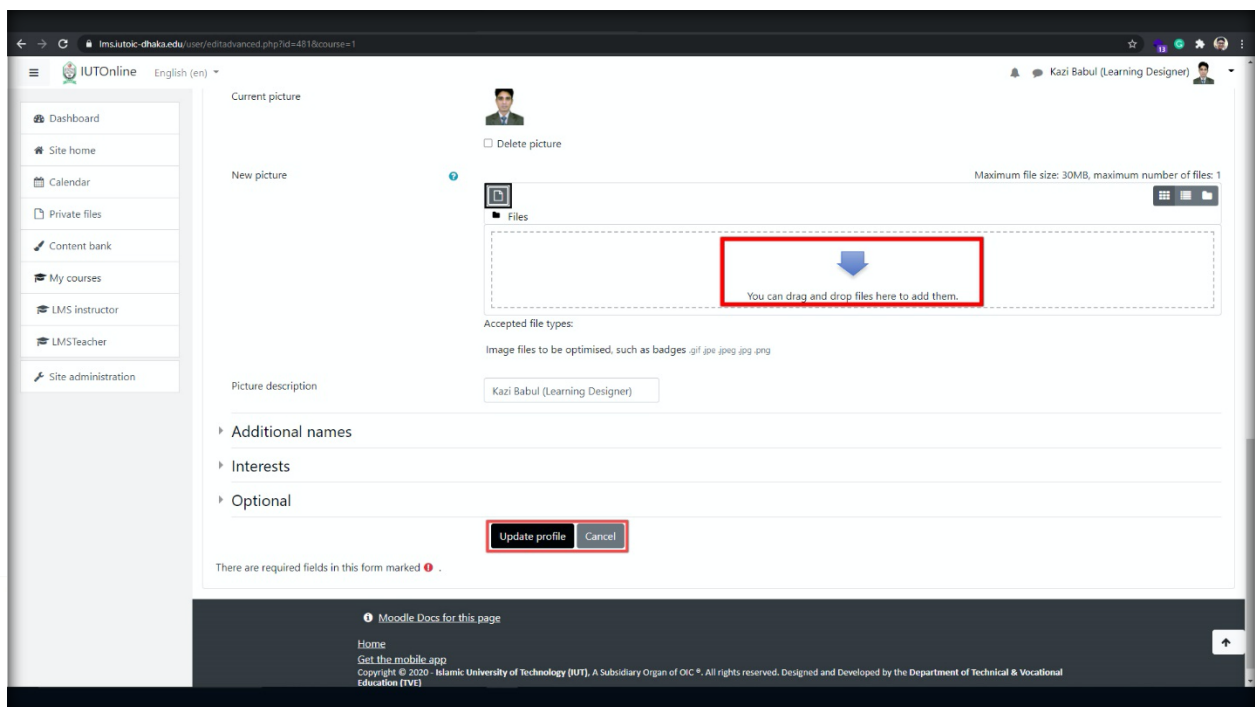 lms.iutoic-dhaka.edu/user/editadvanced.php?id=481&course=1
13
IUTOnline English (en)
Kazi Babul (Learning Designer)
Dashboard
Site home
Calendar
Private files
Content bank
My courses
LMS instructor
LMSTeacher
Site administration
Current picture
Delete picture
New picture
Maximum file size: 30MB, maximum number of files: 1
Files
You can drag and drop files here to add them.
Accepted file types:
Image files to be optimised, such as badges .gif .jpe .jpeg .jpg .png
Picture description
Kazi Babul (Learning Designer)
Additional names
Interests
Optional
Update profile Cancel
There are required fields in this form marked .
Moodle Docs for this page
Home
Get the mobile app
Copyright © 2020 - Islamic University of Technology (IUT), A Subsidiary Organ of OIC ®. All rights reserved. Designed and Developed by the Department of Technical & Vocational
Education (TVE)